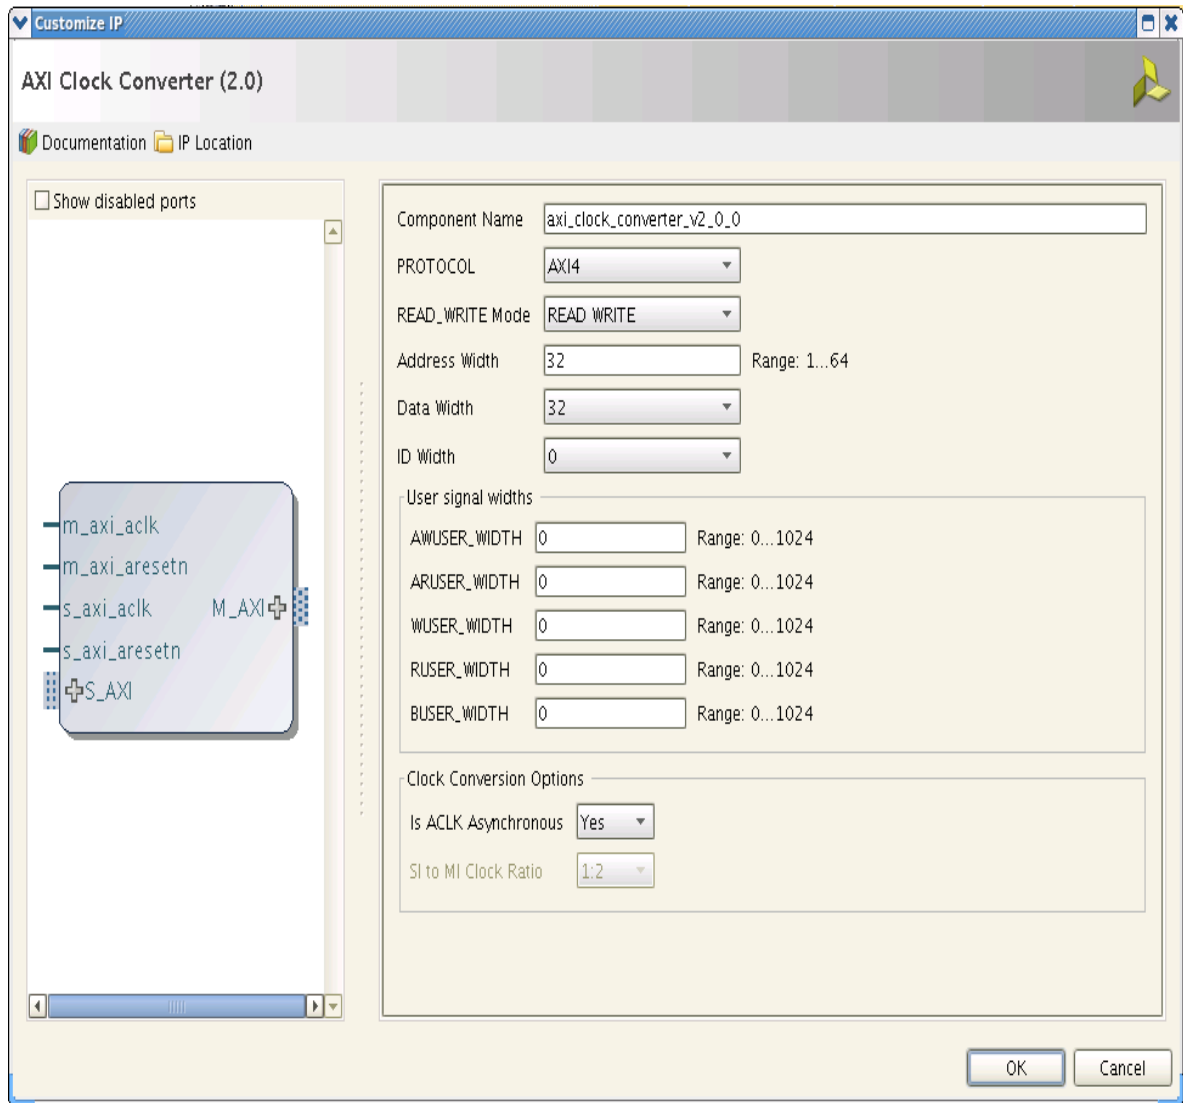 Customize IP
AXI Clock Converter (2.0)
Documentation IP Location
Show disabled ports
m_axi_aclk
m_axi_aresetn
s_axi_aclk M_AXI
s_axi_aresetn
S_AXI
Component Name axi_clock_converter_v2_0_0
PROTOCOL AXI4
READ_WRITE Mode READ WRITE
Address Width 32 Range: 1...64
Data Width 32
ID Width 0
User signal widths
AWUSER_WIDTH 0 Range: 0...1024
ARUSER_WIDTH 0 Range: 0...1024
WUSER_WIDTH 0 Range: 0...1024
RUSER_WIDTH 0 Range: 0...1024
BUSER_WIDTH 0 Range: 0...1024
Clock Conversion Options
Is ACLK Asynchronous Yes
SI to MI Clock Ratio 1:2
OK Cancel